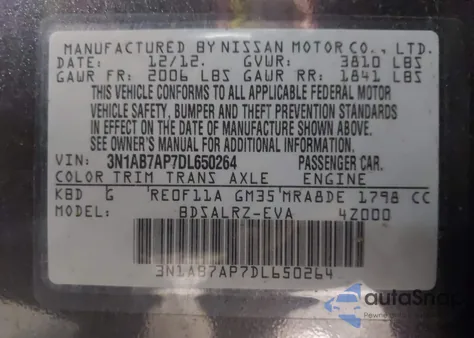 MANUFACTURED BY NISSAN MOTOR CO., LTD.
DATE: 12/12. GVWR: 3810 LBS
GAWR FR: 2006 LBS GAWR RR: 1841 LBS
THIS VEHICLE CONFORMS TO ALL APPLICABLE FEDERAL MOTOR
VEHICLE SAFETY, BUMPER AND THEFT PREVENTION STANDARDS
IN EFFECT ON THE DATE OF MANUFACTURE SHOWN ABOVE.
SEE OWNER'S MANUAL FOR ADDITIONAL INFORMATION.
VIN: 3N1AB7AP7DL650264 PASSENGER CAR.
COLOR TRIM TRANS AXLE ENGINE
KBD G RE0F11A GM35 MRA8DE 1798 CC
MODEL: BDSALRZ-EVA 4Z000
3N1AB7AP7DL650264
autoSnap